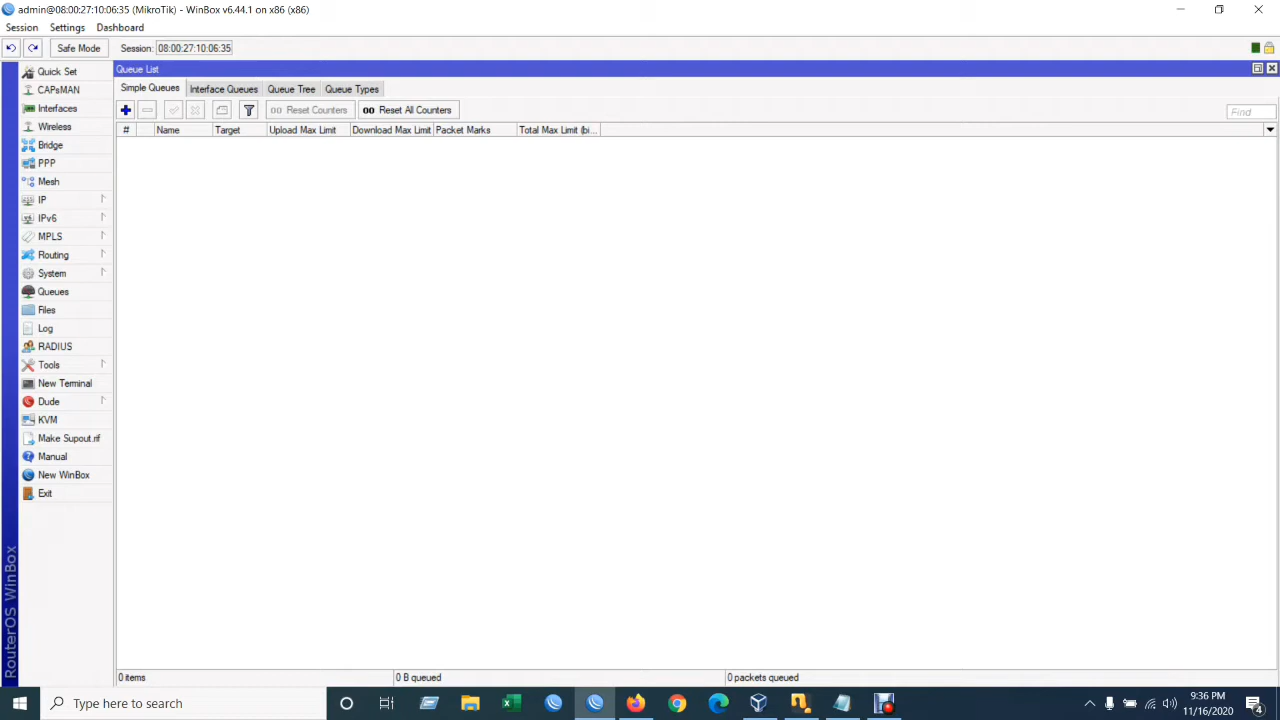 admin@08:00:27:10:06:35 (MikroTik) - WinBox v6.44.1 on x86 (x86)
Session Settings Dashboard
Safe Mode Session: 08:00:27:10:06:35
Quick Set
CAPsMAN
Interfaces
Wireless
Bridge
PPP
Mesh
IP
IPv6
MPLS
Routing
System
Queues
Files
Log
RADIUS
Tools
New Terminal
Dude
KVM
Make Supout.rif
Manual
New WinBox
Exit
RouterOS WinBox
Queue List
Simple Queues Interface Queues Queue Tree Queue Types
00 Reset Counters 00 Reset All Counters Find
# Name Target Upload Max Limit Download Max Limit Packet Marks Total Max Limit (bi...
0 items 0 B queued 0 packets queued
Type here to search
9:36 PM
11/16/2020
4